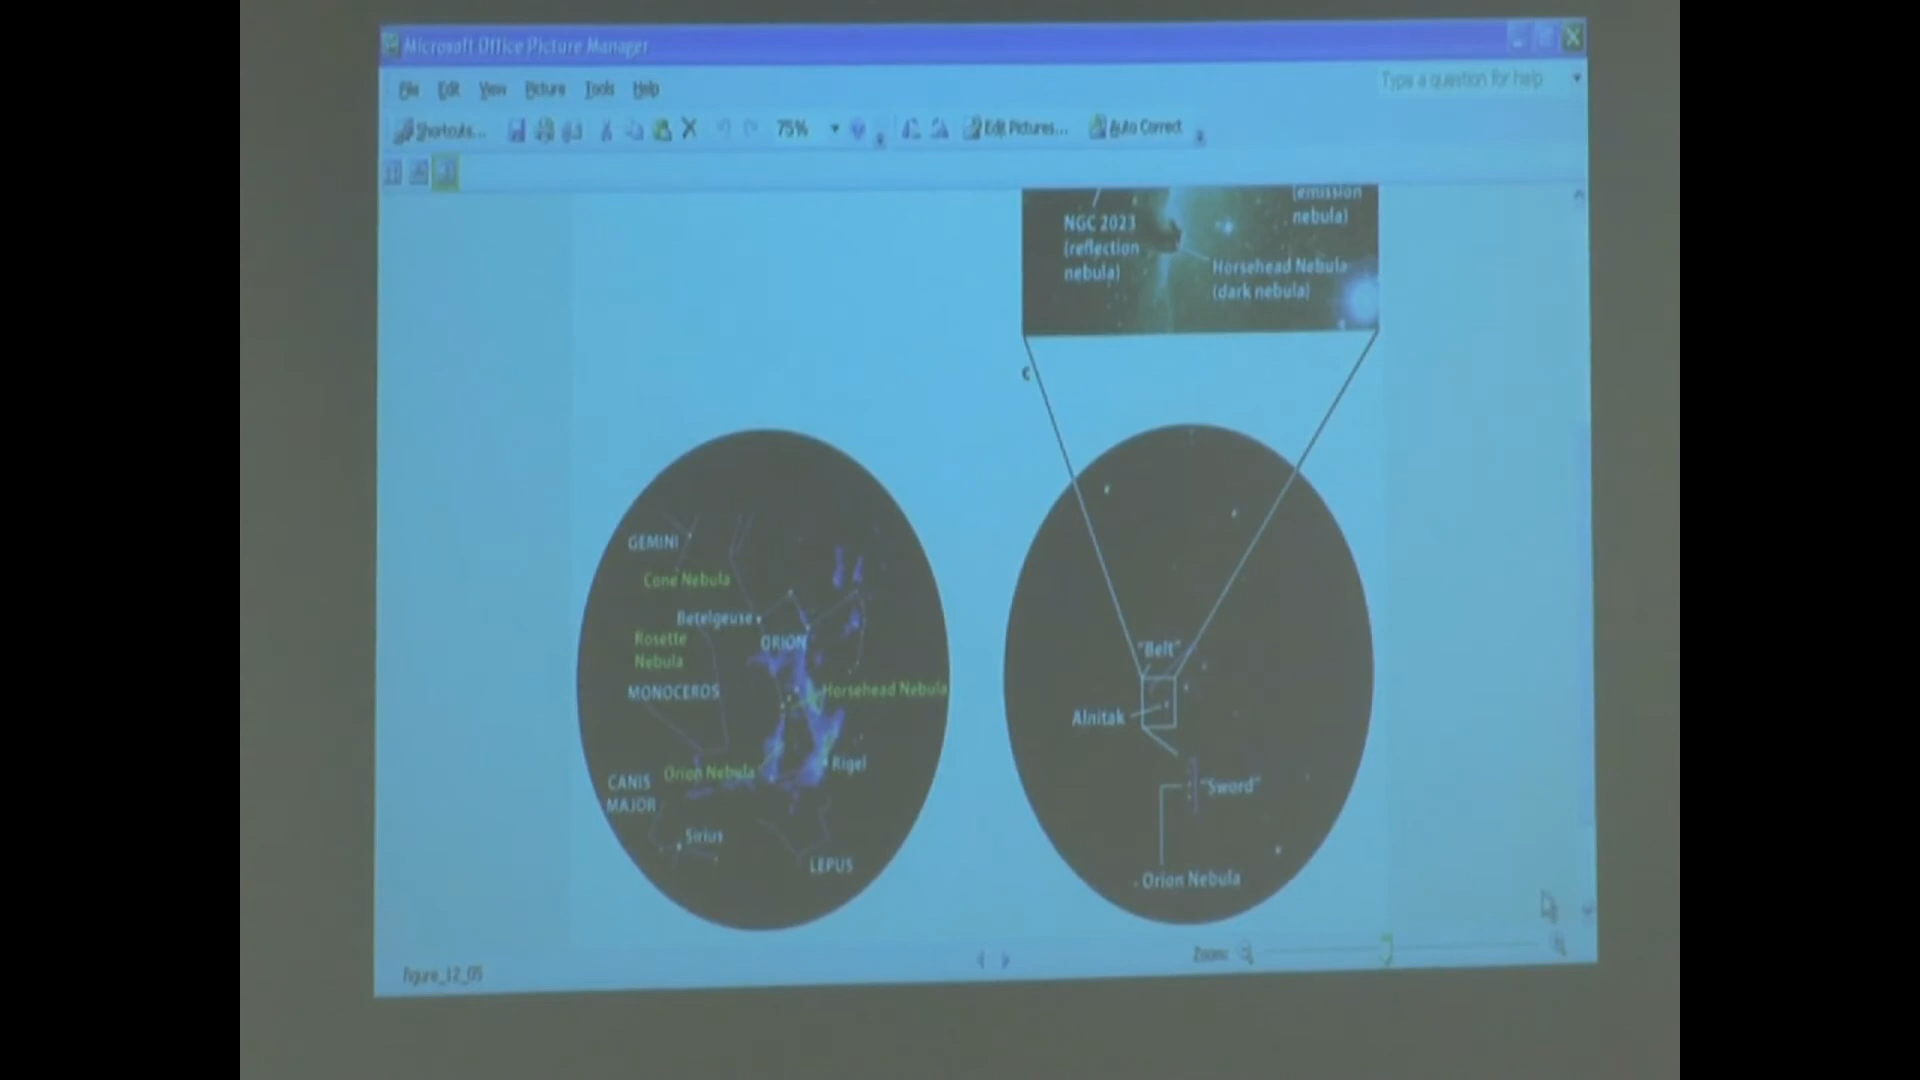 Microsoft Office Picture Manager
File Edit View Picture Tools Help
Type a question for help
Shortcuts...
75%
Edit Pictures...
Auto Correct
(emission
nebula)
NGC 2023
(reflection
nebula)
Horsehead Nebula
(dark nebula)
c
GEMINI
Cone Nebula
Betelgeuse
ORION
Rosette
Nebula
MONOCEROS
Horsehead Nebula
Orion Nebula
Rigel
CANIS
MAJOR
Sirius
LEPUS
"Belt"
Alnitak
"Sword"
Orion Nebula
Zoom:
figure_12_05